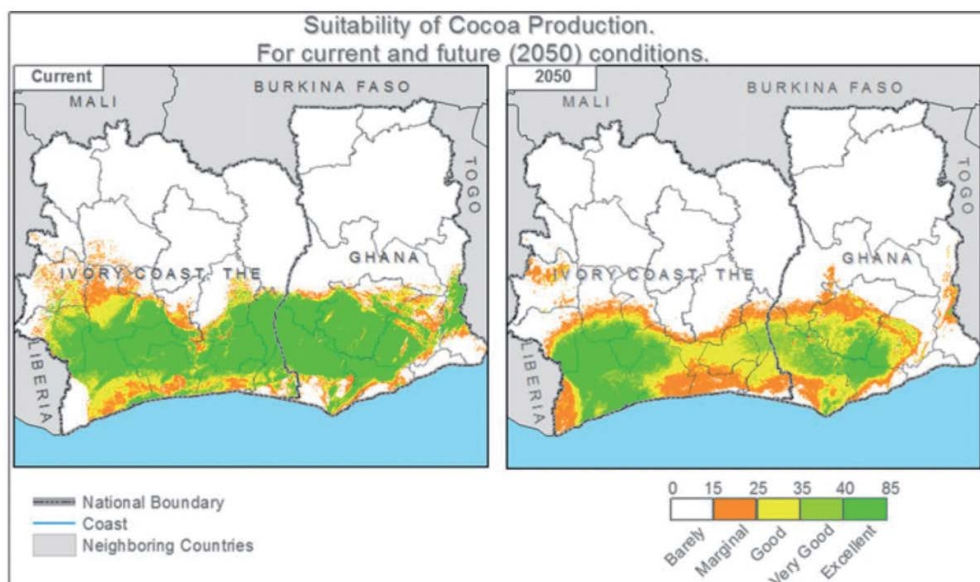 Suitability of Cocoa Production.
For current and future (2050) conditions.
Current
MALI
BURKINA FASO
TOGO
GHANA
IVORY COAST, THE
LIBERIA
2050
MALI
BURKINA FASO
TOGO
GHANA
IVORY COAST, THE
LIBERIA
National Boundary
Coast
Neighboring Countries
0 15 25 35 40 85
Barely
Marginal
Good
Very Good
Excellent